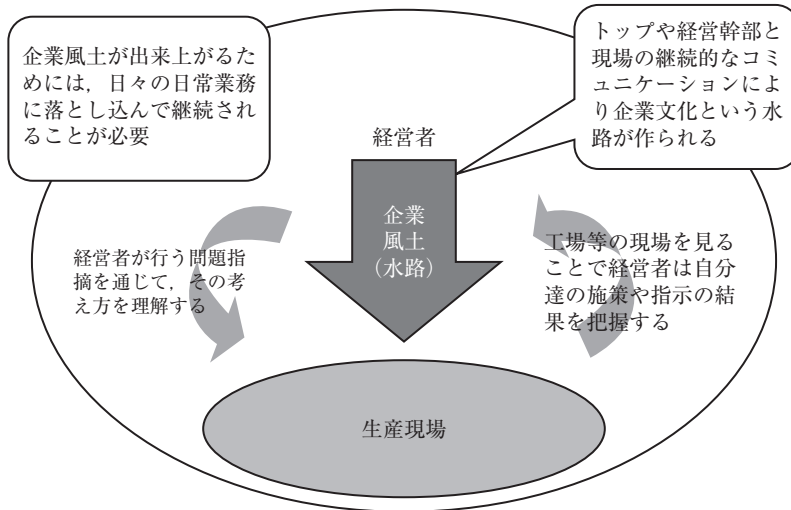 企業風土が出来上がるた
めには，日々の日常業務
に落とし込んで継続され
ることが必要
トップや経営幹部と
現場の継続的なコミ
ュニケーションによ
り企業文化という水
路が作られる
経営者
企業
風土
（水路）
経営者が行う問題指
摘を通じて，その考
え方を理解する
工場等の現場を見る
ことで経営者は自分
達の施策や指示の結
果を把握する
生産現場